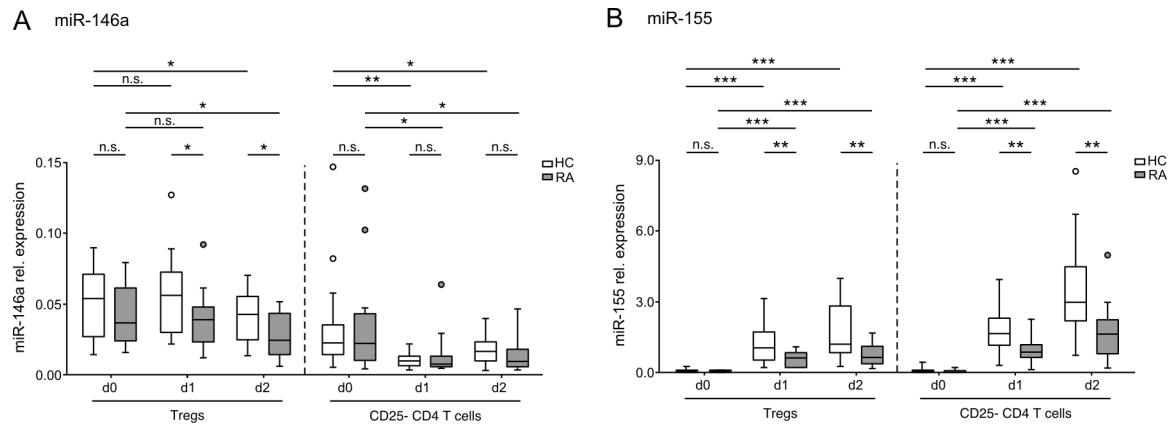 A miR-146a
* *
n.s. **
* *
n.s. *
n.s. * * n.s. n.s. n.s.
HC
RA
miR-146a rel. expression
0.15
0.10
0.05
0.00
d0 d1 d2 d0 d1 d2
Tregs CD25- CD4 T cells
B miR-155
*** ***
*** ***
*** ***
*** ***
n.s. ** ** n.s. ** **
HC
RA
miR-155 rel. expression
9.0
6.0
3.0
0.0
d0 d1 d2 d0 d1 d2
Tregs CD25- CD4 T cells